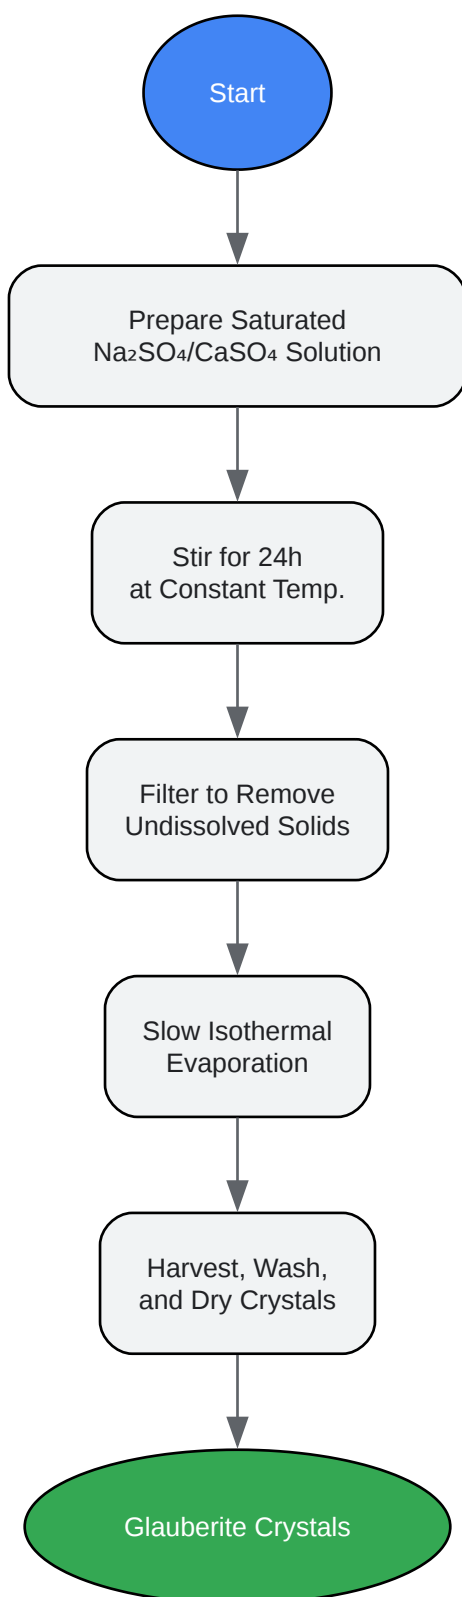 Start
Prepare Saturated
Na₂SO₄/CaSO₄ Solution
Stir for 24h
at Constant Temp.
Filter to Remove
Undissolved Solids
Slow Isothermal
Evaporation
Harvest, Wash,
and Dry Crystals
Glauberite Crystals